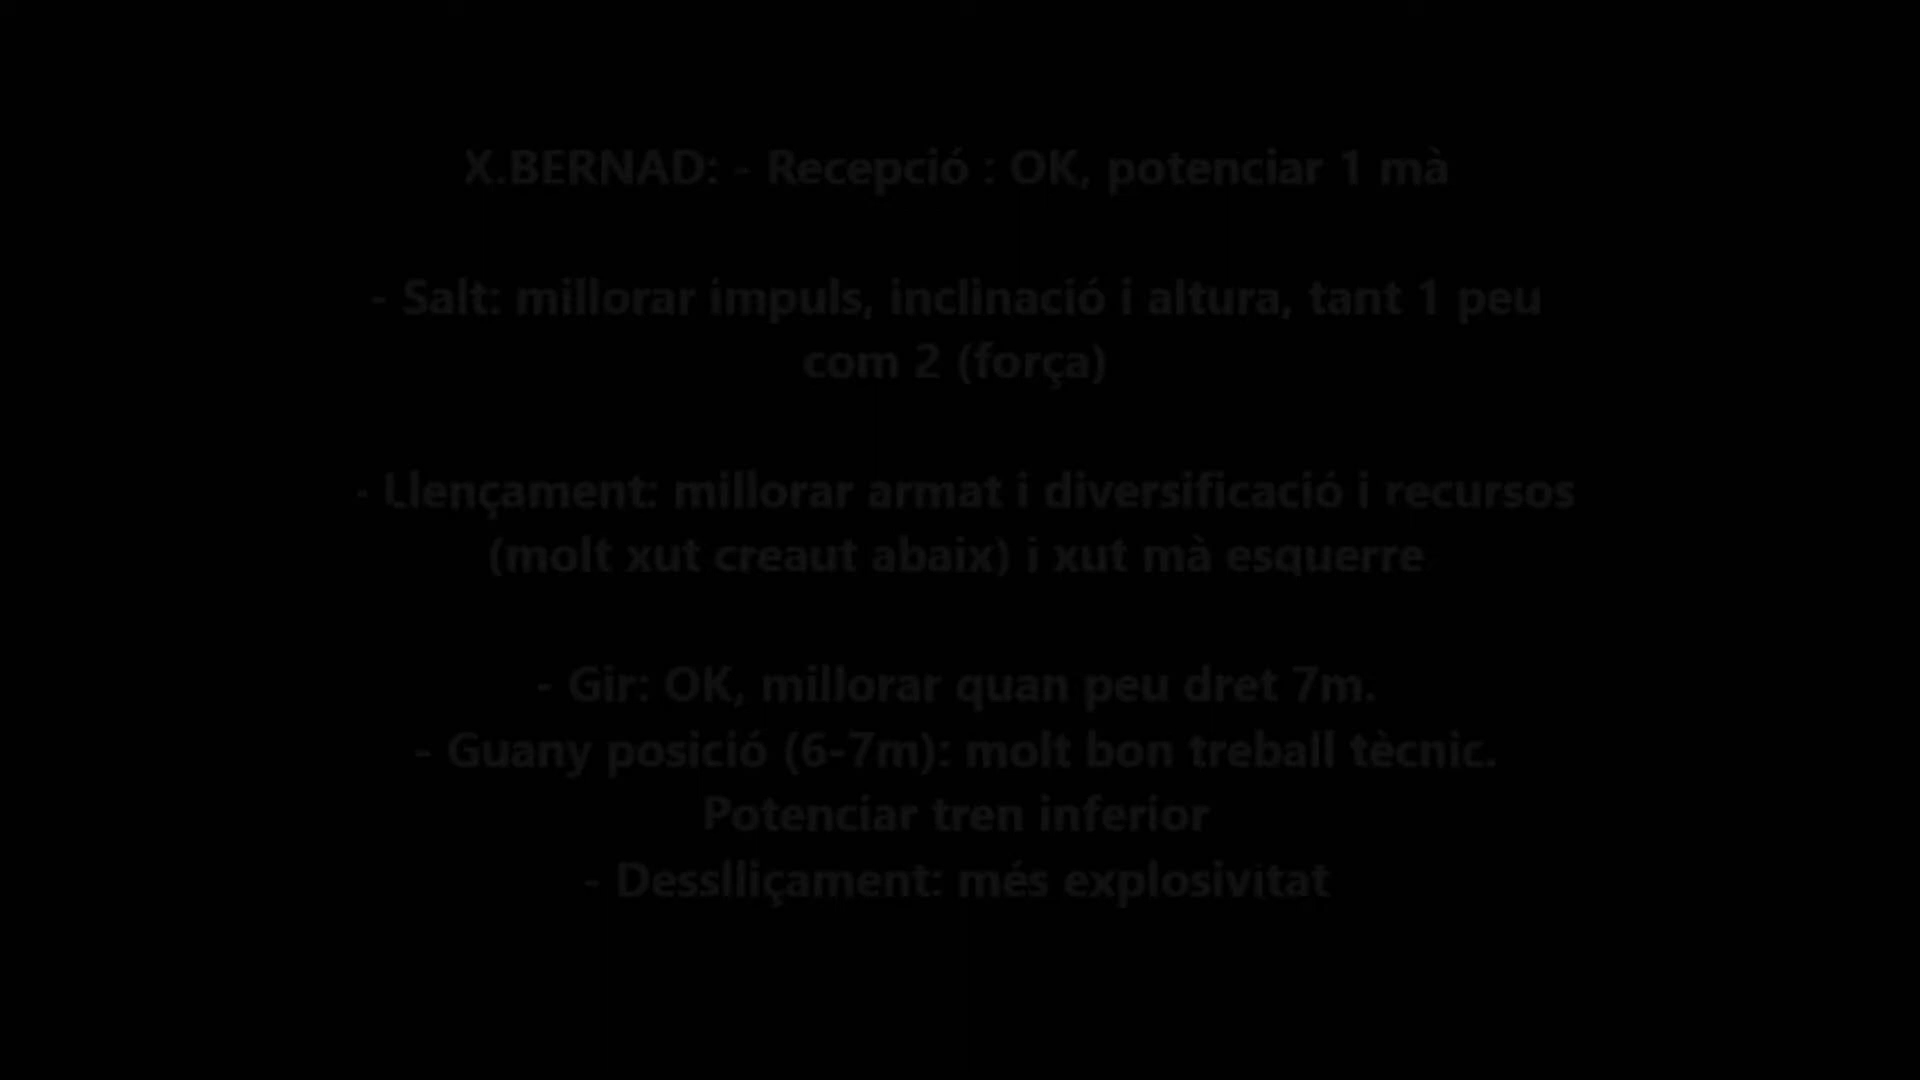 X.BERNAD: - Recepció : OK, potenciar 1 mà
- Salt: millorar impuls, inclinació i altura, tant 1 peu
com 2 (força)
- Llençament: millorar armat i diversificació i recursos
(molt xut creaut abaix) i xut mà esquerre
- Gir: OK, millorar quan peu dret 7m.
- Guany posició (6-7m): molt bon treball tècnic.
Potenciar tren inferior
- Desslliçament: més explosivitat